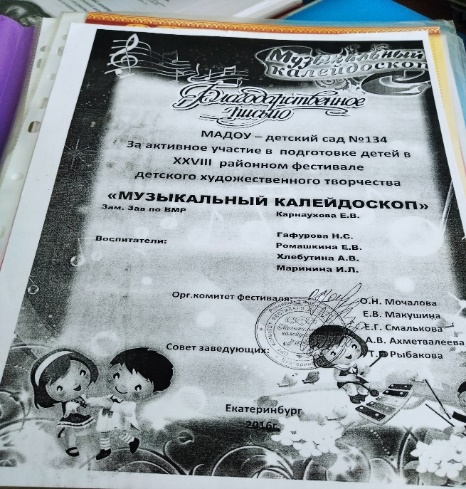 Музыкальный
калейдоскоп
Благодарственное
письмо
МАДОУ – детский сад №134
За активное участие в подготовке детей в
XXVIII районном фестивале
детского художественного творчества
«МУЗЫКАЛЬНЫЙ КАЛЕЙДОСКОП»
Зам. Зав по ВМР Карнаухова Е.В.
Воспитатели: Гафурова Н.С.
Ромашкина Е.В.
Хлебутина А.В.
Маринина И.Л.
Орг.комитет фестиваля: О.Н. Мочалова
Е.В. Макушина
Е.Г. Смалькова
А.В. Ахметвалеева
Совет заведующих: Т. Рыбакова
Екатеринбург
2016г.